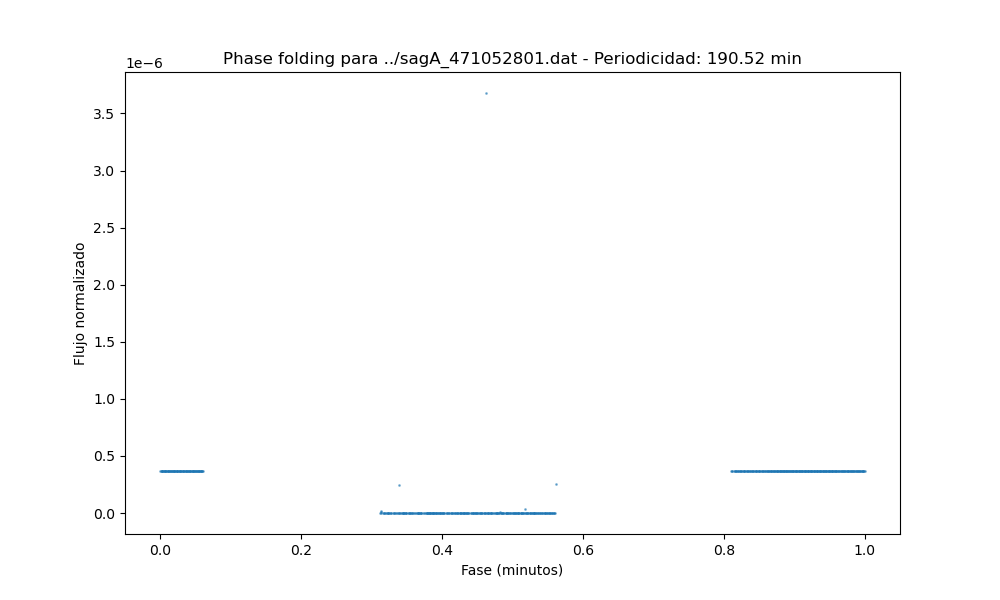 Phase folding para ../sagA_471052801.dat - Periodicidad: 190.52 min
1e−6
3.5
3.0
2.5
2.0
1.5
1.0
0.5
0.0
Flujo normalizado
0.0 0.2 0.4 0.6 0.8 1.0
Fase (minutos)